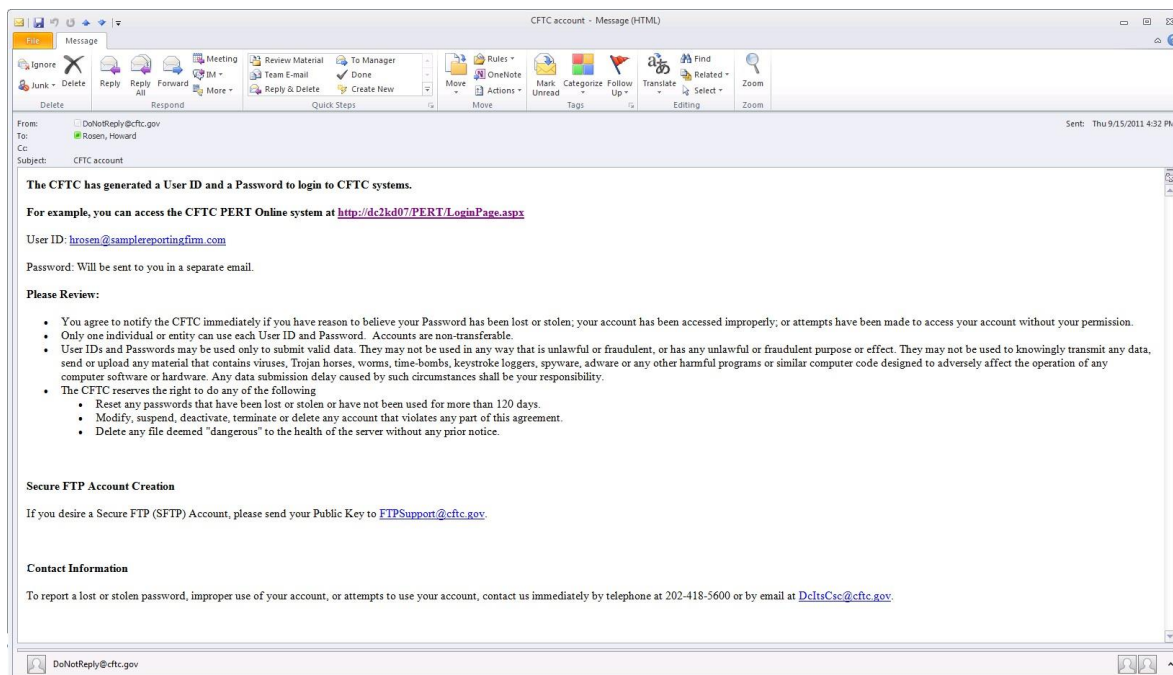 CFTC account - Message (HTML)
File Message
Ignore
Junk
Delete
Reply
Reply All
Forward
Meeting
IM
More
Review Material
Team E-mail
Reply & Delete
To Manager
Done
Create New
Move
Rules
OneNote
Actions
Mark Unread
Categorize
Follow Up
Translate
Find
Related
Select
Zoom
Delete Respond Quick Steps Move Tags Editing Zoom
From: DoNotReply@cftc.gov Sent: Thu 9/15/2011 4:32 PM
To: Rosen, Howard
Cc:
Subject: CFTC account
The CFTC has generated a User ID and a Password to login to CFTC systems.
For example, you can access the CFTC PERT Online system at http://dc2kd07/PERT/LoginPage.aspx
User ID: hrosen@samplereportingfirm.com
Password: Will be sent to you in a separate email.
Please Review:
• You agree to notify the CFTC immediately if you have reason to believe your Password has been lost or stolen; your account has been accessed improperly; or attempts have been made to access your account without your permission.
• Only one individual or entity can use each User ID and Password. Accounts are non-transferable.
• User IDs and Passwords may be used only to submit valid data. They may not be used in any way that is unlawful or fraudulent, or has any unlawful or fraudulent purpose or effect. They may not be used to knowingly transmit any data,
send or upload any material that contains viruses, Trojan horses, worms, time-bombs, keystroke loggers, spyware, adware or any other harmful programs or similar computer code designed to adversely affect the operation of any
computer software or hardware. Any data submission delay caused by such circumstances shall be your responsibility.
• The CFTC reserves the right to do any of the following
• Reset any passwords that have been lost or stolen or have not been used for more than 120 days.
• Modify, suspend, deactivate, terminate or delete any account that violates any part of this agreement.
• Delete any file deemed "dangerous" to the health of the server without any prior notice.
Secure FTP Account Creation
If you desire a Secure FTP (SFTP) Account, please send your Public Key to FTPSupport@cftc.gov.
Contact Information
To report a lost or stolen password, improper use of your account, or attempts to use your account, contact us immediately by telephone at 202-418-5600 or by email at DcItsCsc@cftc.gov.
DoNotReply@cftc.gov